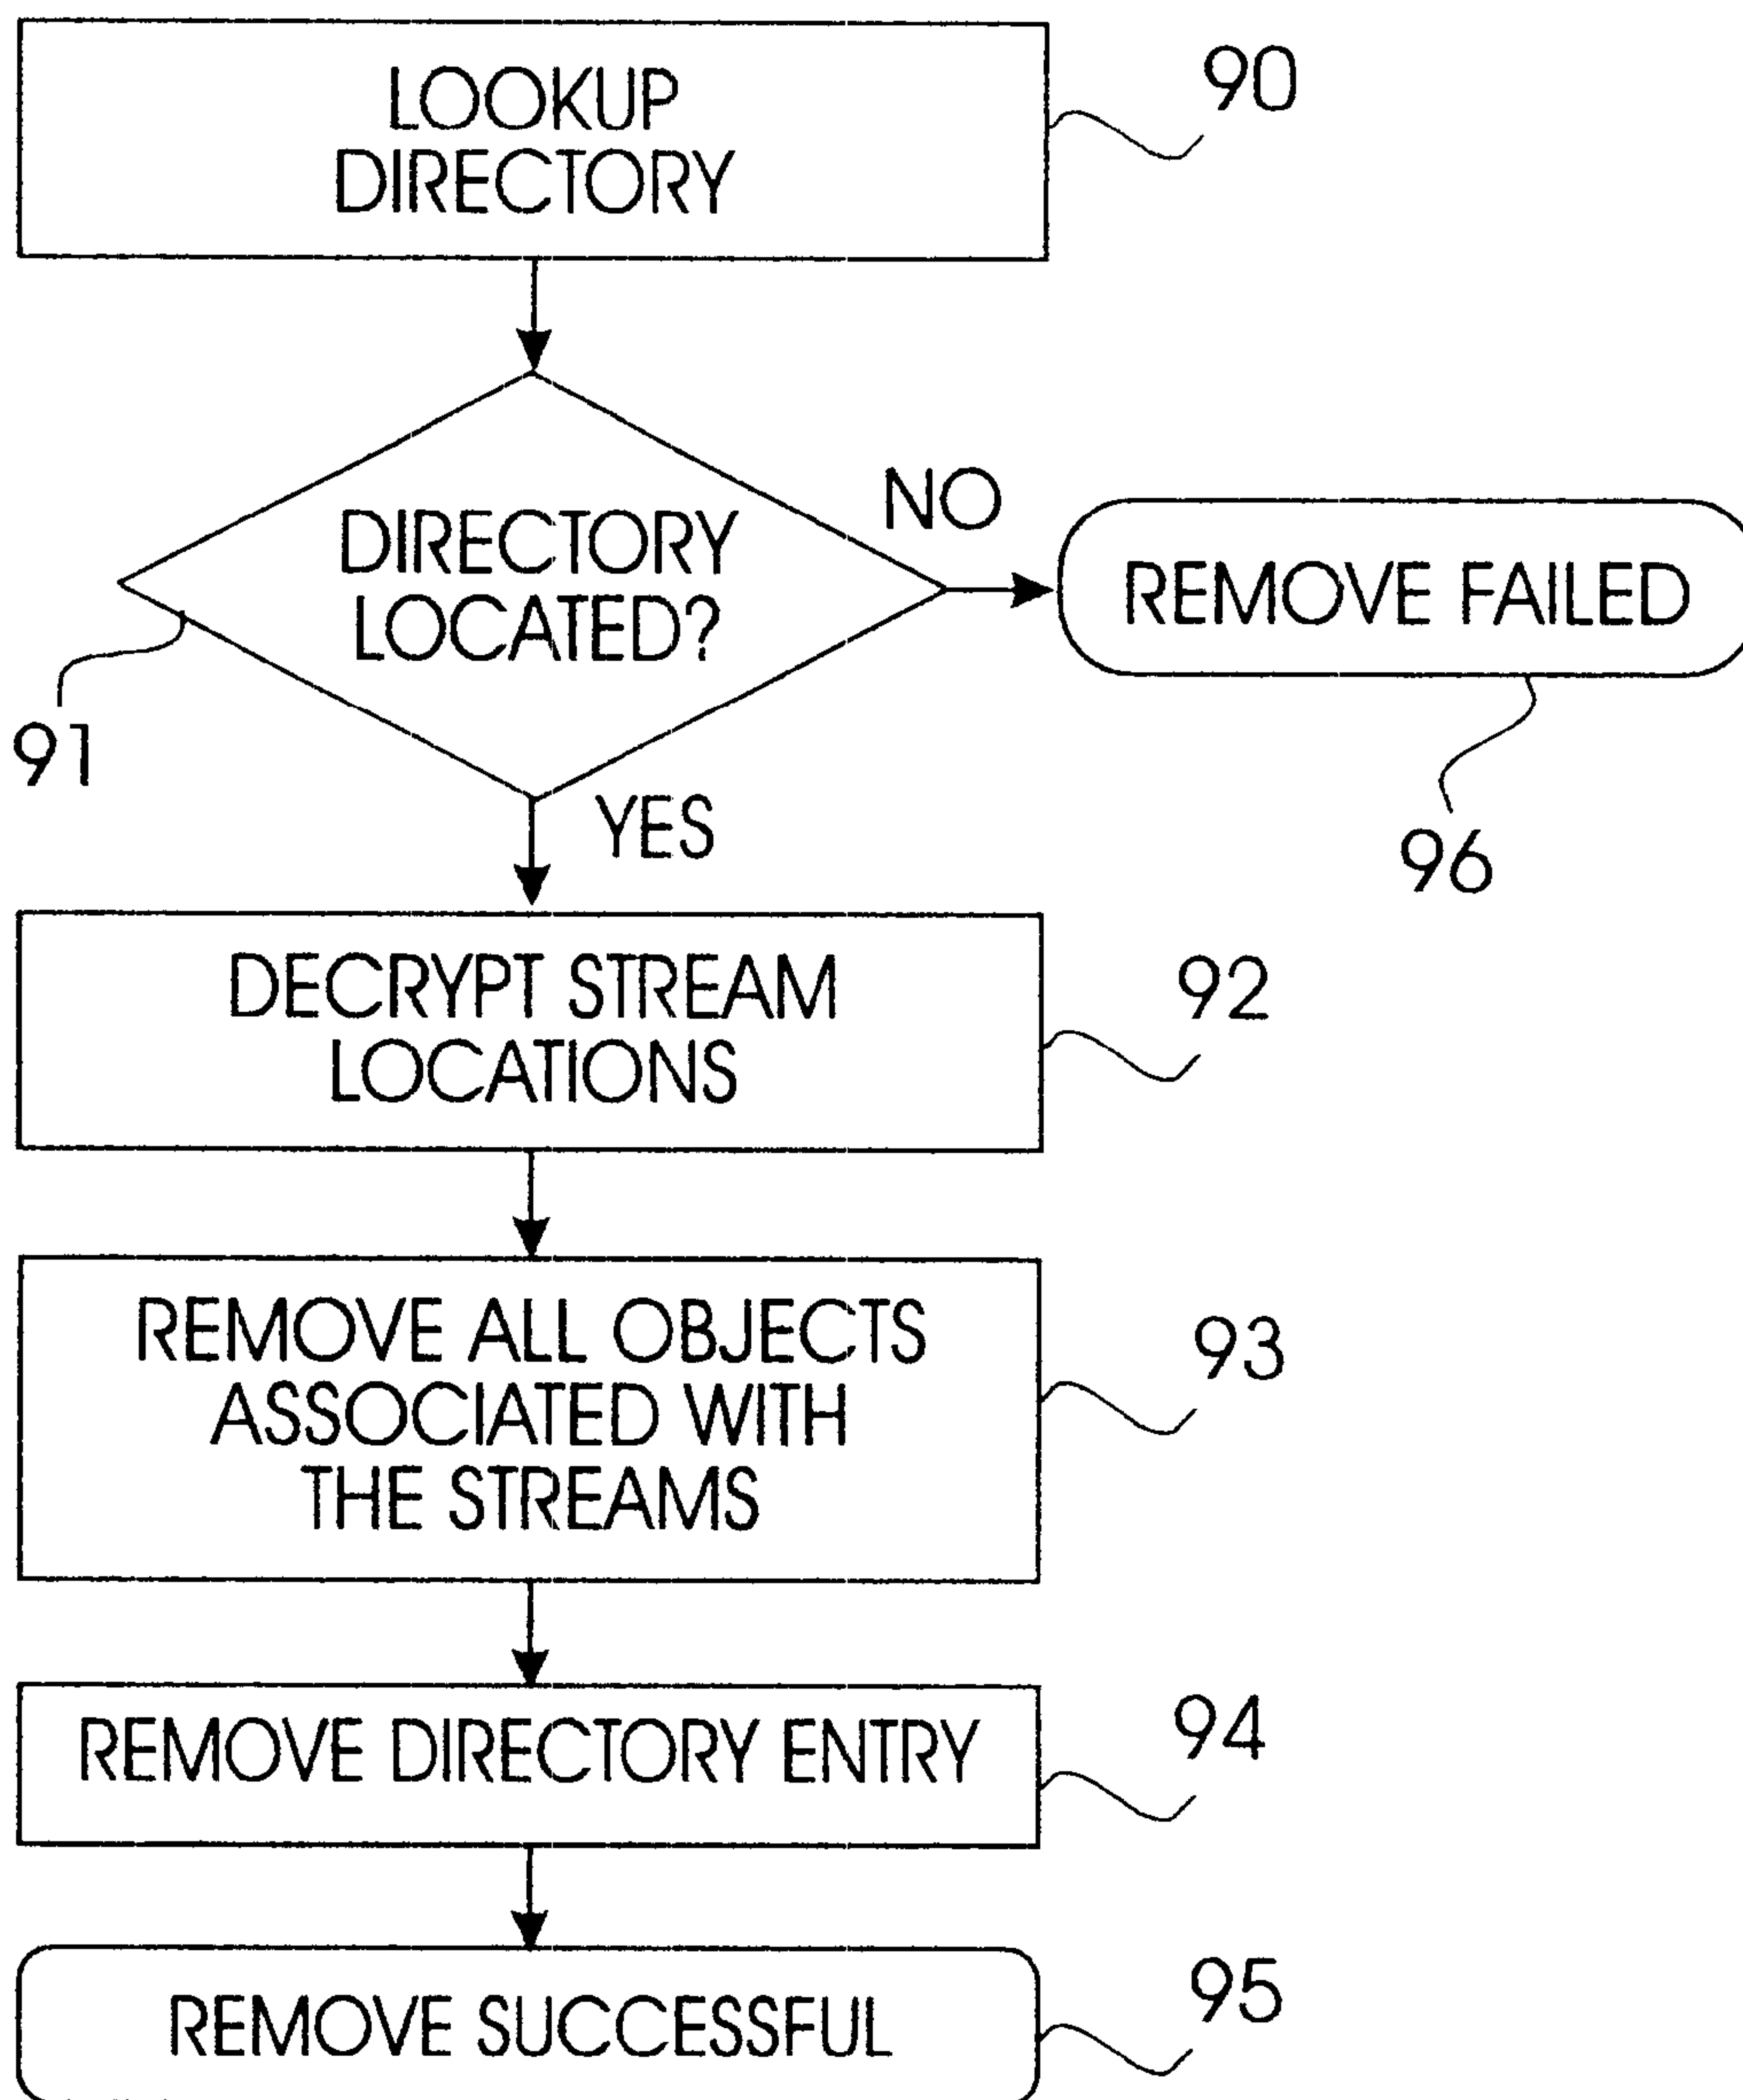 LOOKUP
DIRECTORY
90
DIRECTORY
LOCATED?
NO
REMOVE FAILED
91
96
YES
DECRYPT STREAM
LOCATIONS
92
REMOVE ALL OBJECTS
ASSOCIATED WITH
THE STREAMS
93
REMOVE DIRECTORY ENTRY
94
REMOVE SUCCESSFUL
95